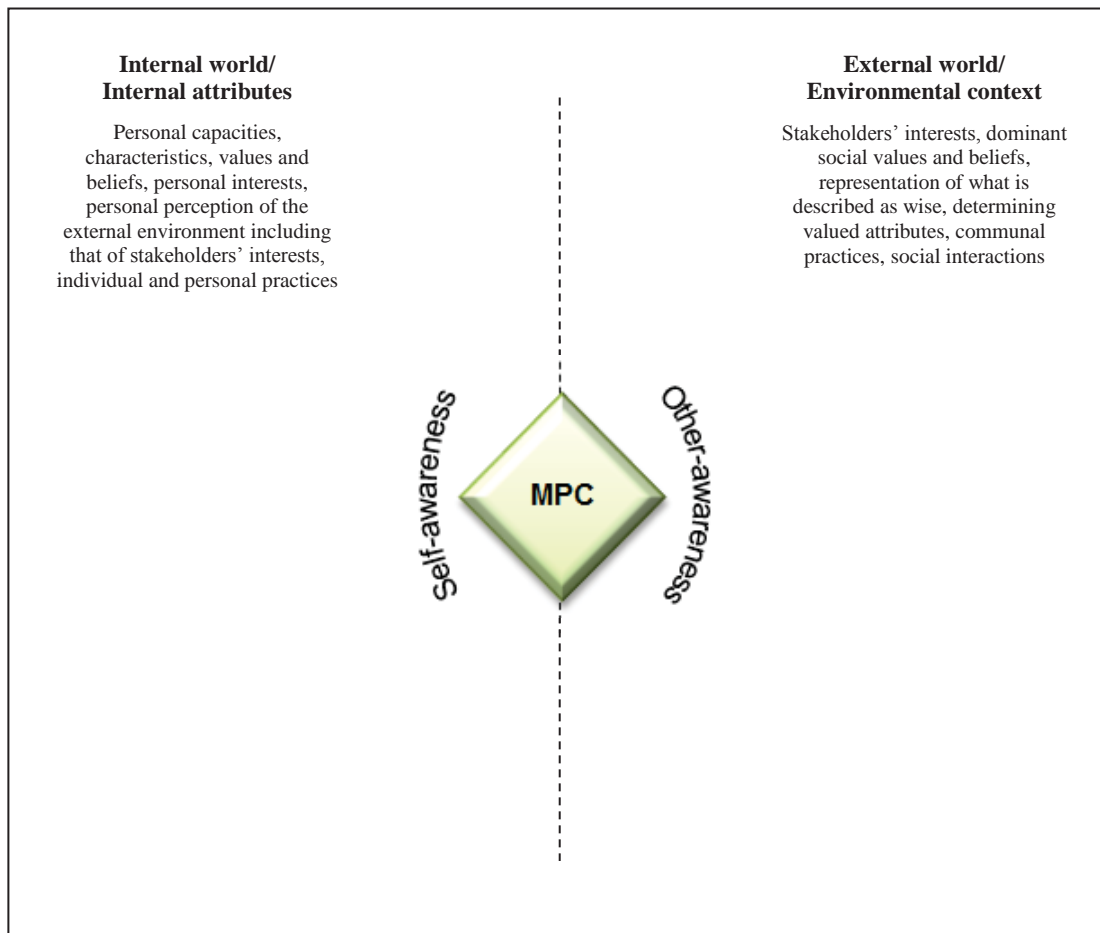 Internal world/
Internal attributes
Personal capacities,
characteristics, values and
beliefs, personal interests,
personal perception of the
external environment including
that of stakeholders’ interests,
individual and personal practices
External world/
Environmental context
Stakeholders’ interests, dominant
social values and beliefs,
representation of what is
described as wise, determining
valued attributes, communal
practices, social interactions
Self-awareness
MPC
Other-awareness